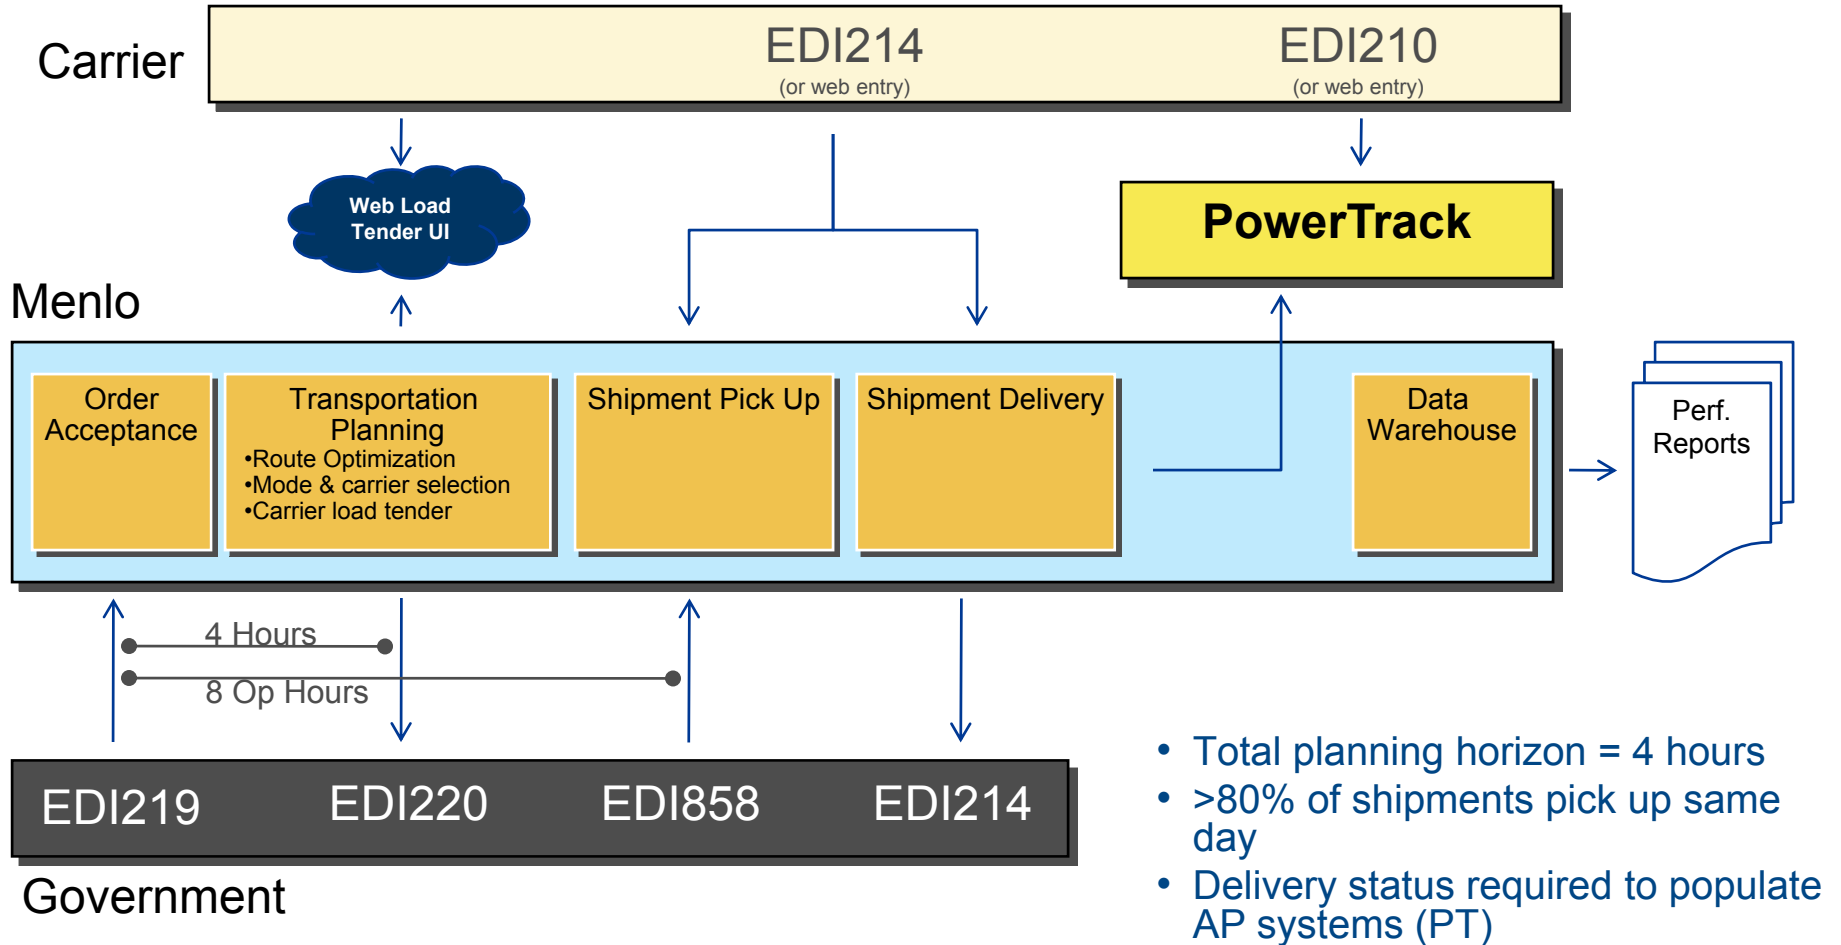 Carrier
EDI214
(or web entry)
EDI210
(or web entry)
Web Load
Tender UI
PowerTrack
Menlo
Order
Acceptance
Transportation
Planning
•Route Optimization
•Mode & carrier selection
•Carrier load tender
Shipment Pick Up
Shipment Delivery
Data
Warehouse
Perf.
Reports
4 Hours
8 Op Hours
EDI219
EDI220
EDI858
EDI214
Government
• Total planning horizon = 4 hours
• >80% of shipments pick up same
day
• Delivery status required to populate
AP systems (PT)